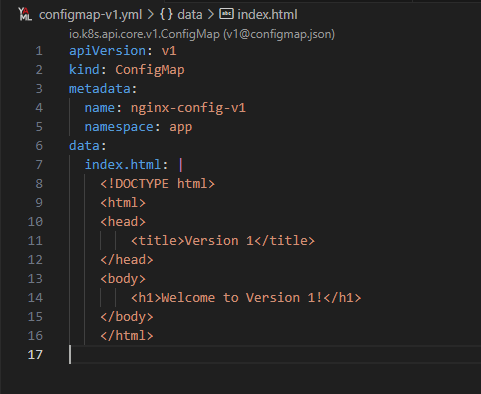 YAML configmap-v1.yml > {} data > abc index.html
io.k8s.api.core.v1.ConfigMap (v1@configmap.json)
1 apiVersion: v1
2 kind: ConfigMap
3 metadata:
4   name: nginx-config-v1
5   namespace: app
6 data:
7   index.html: |
8     <!DOCTYPE html>
9     <html>
10     <head>
11         <title>Version 1</title>
12     </head>
13     <body>
14         <h1>Welcome to Version 1!</h1>
15     </body>
16     </html>
17